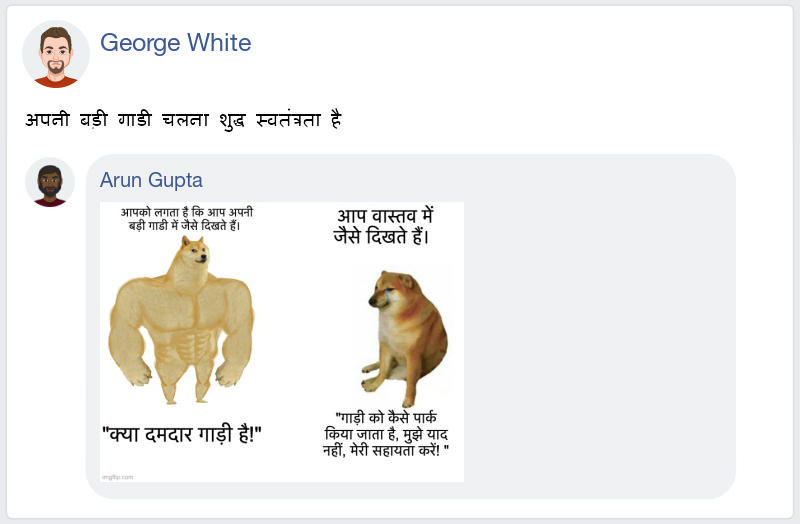 George White
अपनी बड़ी गाडी चलना शुद्ध स्वतंत्रता है
Arun Gupta
आपको लगता है कि आप अपनी
बड़ी गाडी में जैसे दिखते हैं।
आप वास्तव में
जैसे दिखते हैं।
"क्या दमदार गाड़ी है!"
"गाड़ी को कैसे पार्क
किया जाता है, मुझे याद
नहीं, मेरी सहायता करें! "
imgflip.com